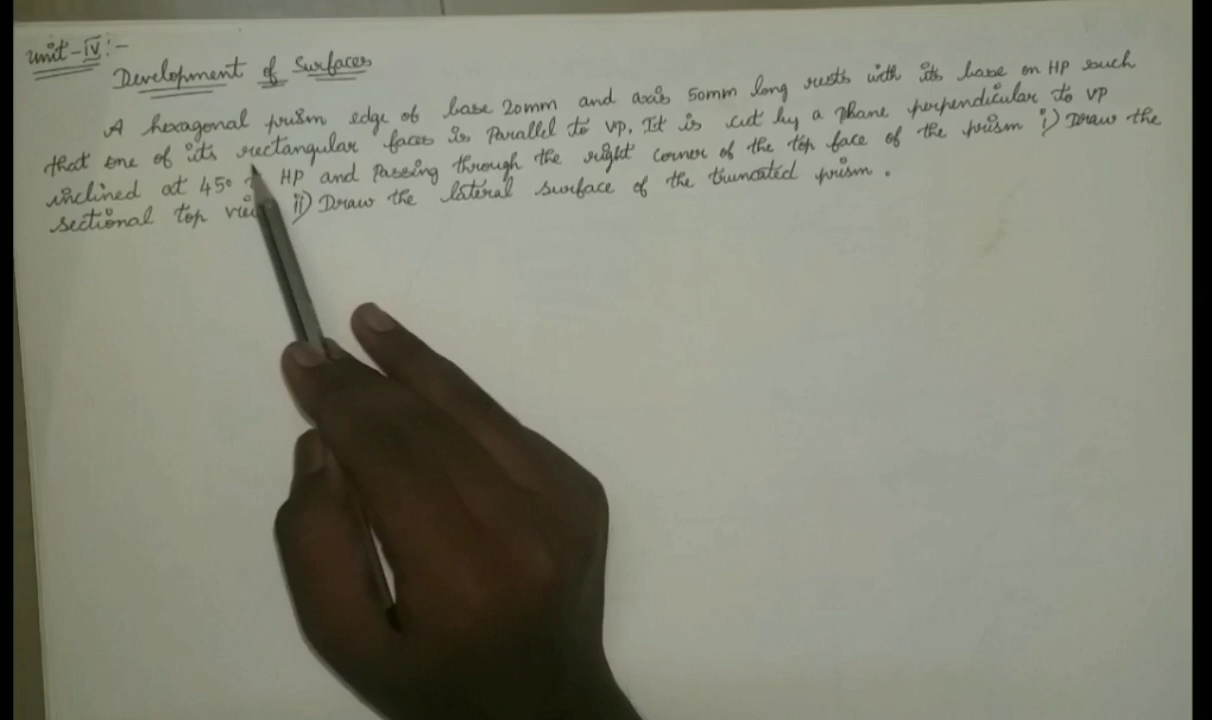 Unit-IV:-
Development of Surfaces
A hexagonal prism edge of base 20mm and axis 50mm long rests with its base on HP such
that one of its rectangular faces is Parallel to VP. It is cut by a plane perpendicular to VP
inclined at 45° HP and Passing through the right corner of the top face of the prism i) Draw the
sectional top ii) Draw the lateral surface of the truncated prism.